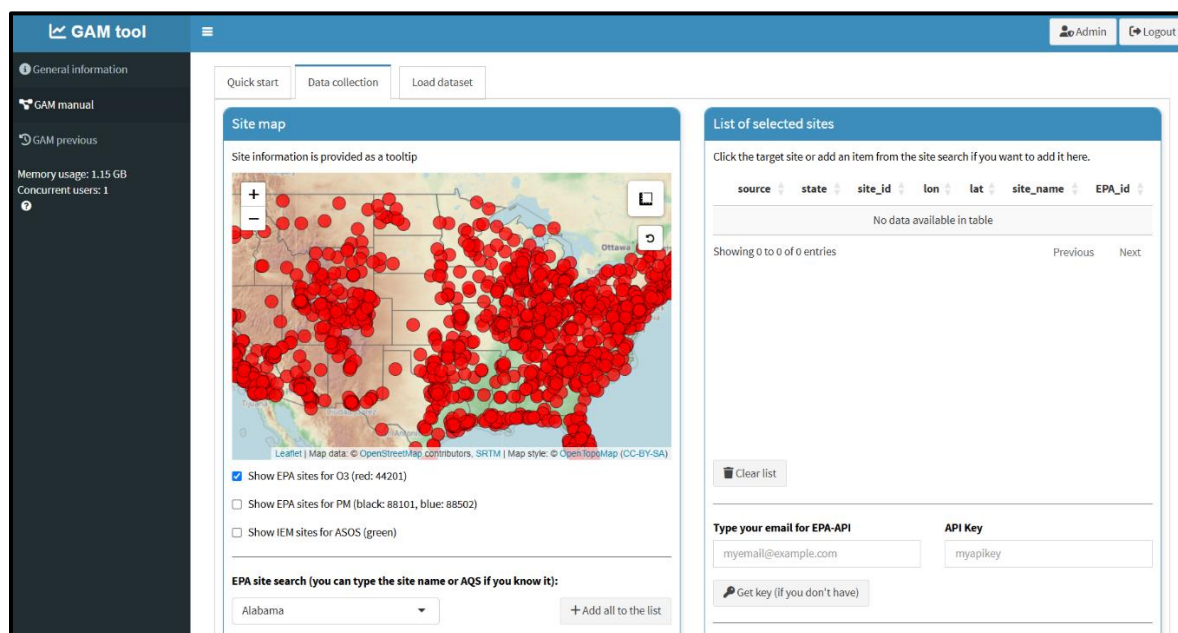 GAM tool
Admin
Logout
General information
GAM manual
GAM previous
Memory usage: 1.15 GB
Concurrent users: 1
Quick start
Data collection
Load dataset
Site map
Site information is provided as a tooltip
+
−
Ottawa
Leaflet | Map data: © OpenStreetMap contributors, SRTM | Map style: © OpenTopoMap (CC-BY-SA)
Show EPA sites for O3 (red: 44201)
Show EPA sites for PM (black: 88101, blue: 88502)
Show IEM sites for ASOS (green)
EPA site search (you can type the site name or AQS if you know it):
Alabama
+ Add all to the list
List of selected sites
Click the target site or add an item from the site search if you want to add it here.
source state site_id lon lat site_name EPA_id
No data available in table
Showing 0 to 0 of 0 entries
Previous Next
Clear list
Type your email for EPA-API
API Key
myemail@example.com
myapikey
Get key (if you don't have)